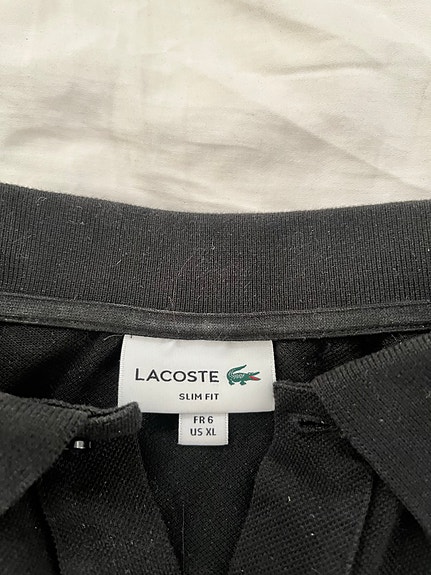 LACOSTE
SLIM FIT
FR 6
US XL